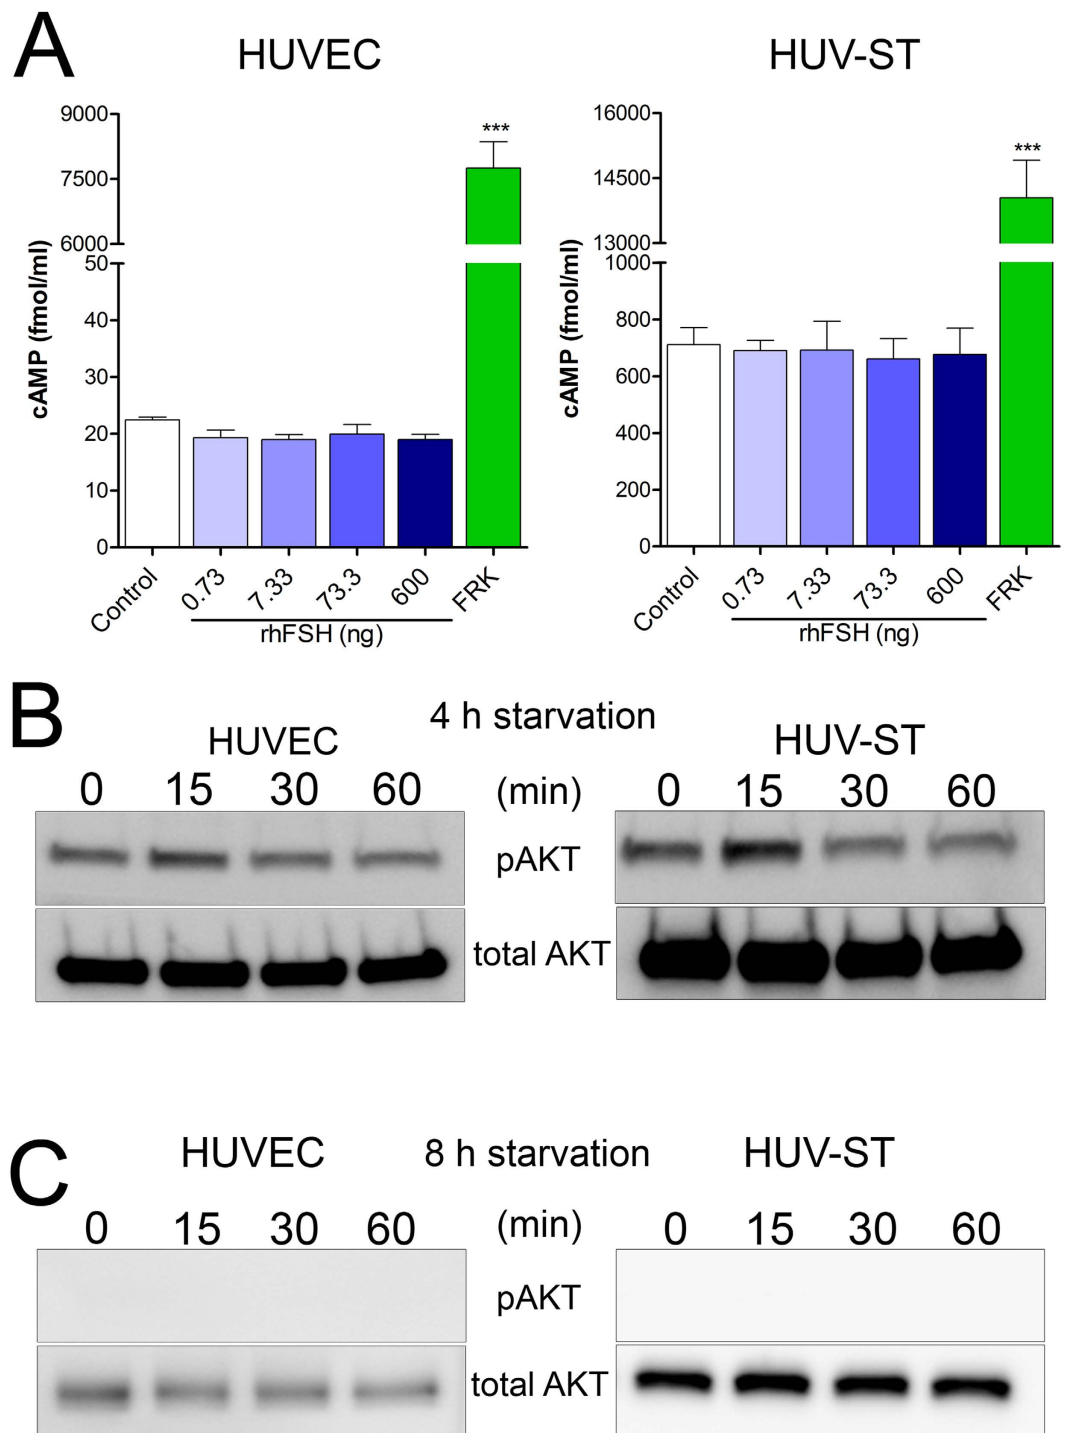 A
HUVEC
HUV-ST
9000
7500
6000
50
40
30
20
10
0
cAMP (fmol/ml)
***
Control
0.73
7.33
73.3
600
FRK
rhFSH (ng)
16000
14500
13000
1000
800
600
400
200
0
cAMP (fmol/ml)
***
Control
0.73
7.33
73.3
600
FRK
rhFSH (ng)
B
4 h starvation
HUVEC
HUV-ST
0 15 30 60 (min) 0 15 30 60
pAKT
total AKT
C
HUVEC 8 h starvation HUV-ST
0 15 30 60 (min) 0 15 30 60
pAKT
total AKT